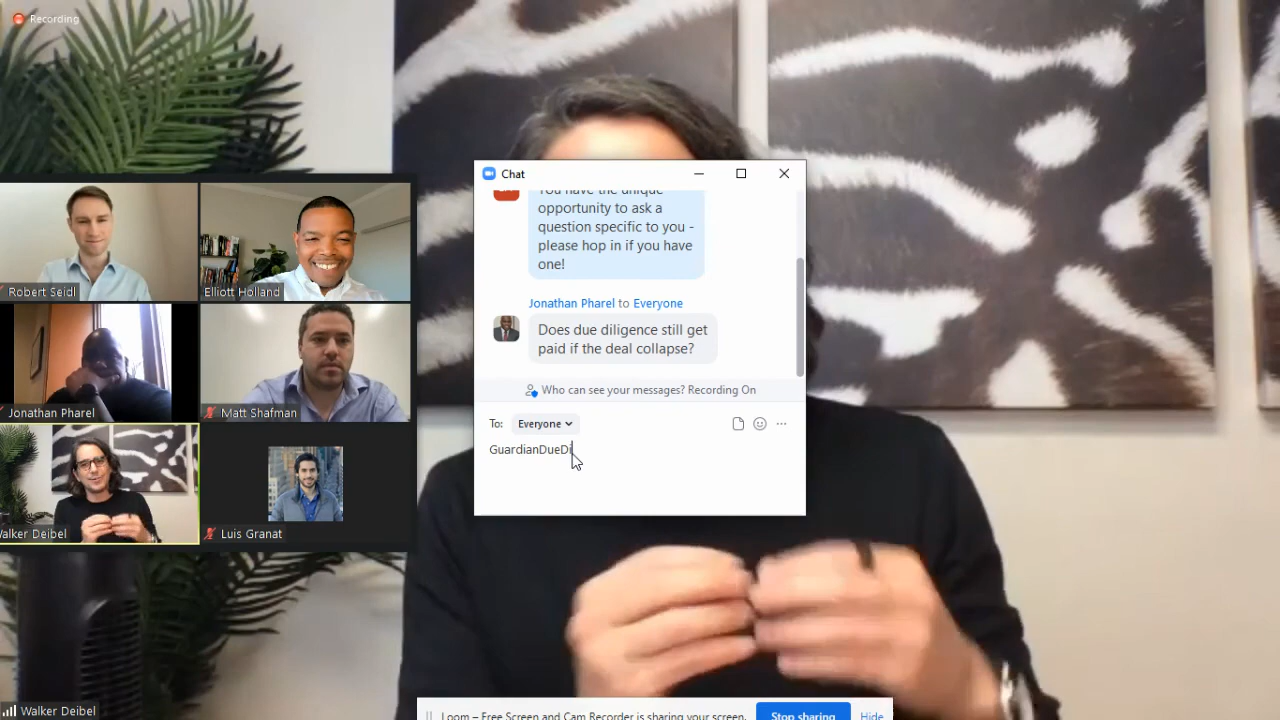 Recording
Robert Seidl
Elliott Holland
Jonathan Pharel
Matt Shafman
Walker Deibel
Luis Granat
Walker Deibel
Chat
You have the unique
opportunity to ask a
question specific to you -
please hop in if you have
one!
Jonathan Pharel to Everyone
Does due diligence still get
paid if the deal collapse?
Who can see your messages? Recording On
To: Everyone
GuardianDueDi
Loom – Free Screen and Cam Recorder is sharing your screen.
Stop sharing
Hide